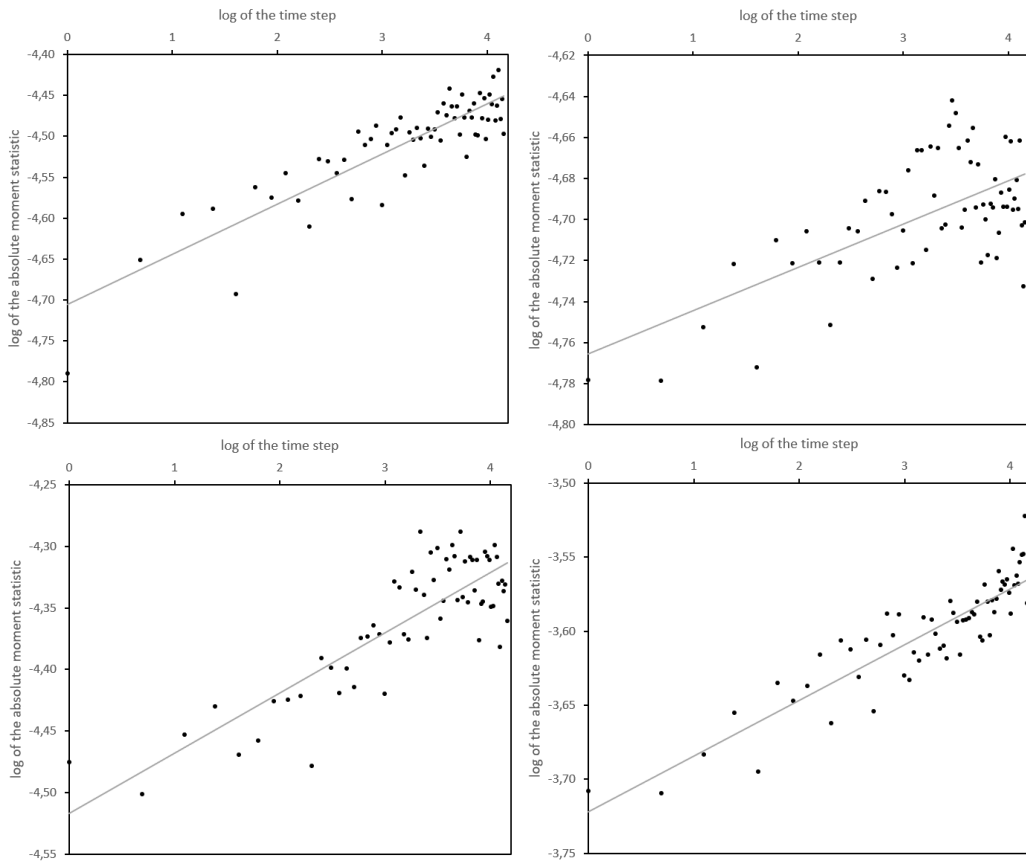 log of the time step
0 1 2 3 4
log of the absolute moment statistic
-4,40
-4,45
-4,50
-4,55
-4,60
-4,65
-4,70
-4,75
-4,80
-4,85
log of the time step
0 1 2 3 4
log of the absolute moment statistic
-4,62
-4,64
-4,66
-4,68
-4,70
-4,72
-4,74
-4,76
-4,78
-4,80
log of the time step
0 1 2 3 4
log of the absolute moment statistic
-4,25
-4,30
-4,35
-4,40
-4,45
-4,50
-4,55
log of the time step
0 1 2 3 4
log of the absolute moment statistic
-3,50
-3,55
-3,60
-3,65
-3,70
-3,75